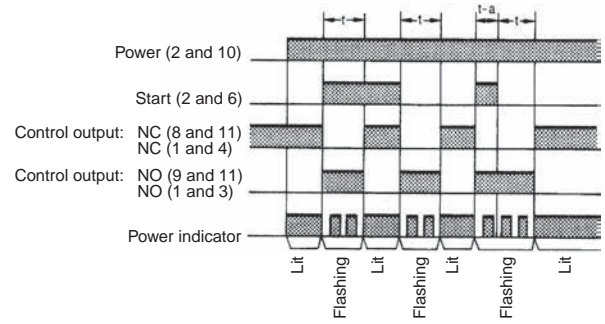 t t t-a t
Power (2 and 10)
Start (2 and 6)
Control output: NC (8 and 11)
NC (1 and 4)
Control output: NO (9 and 11)
NO (1 and 3)
Power indicator
Lit Flashing Lit Flashing Lit Flashing Lit